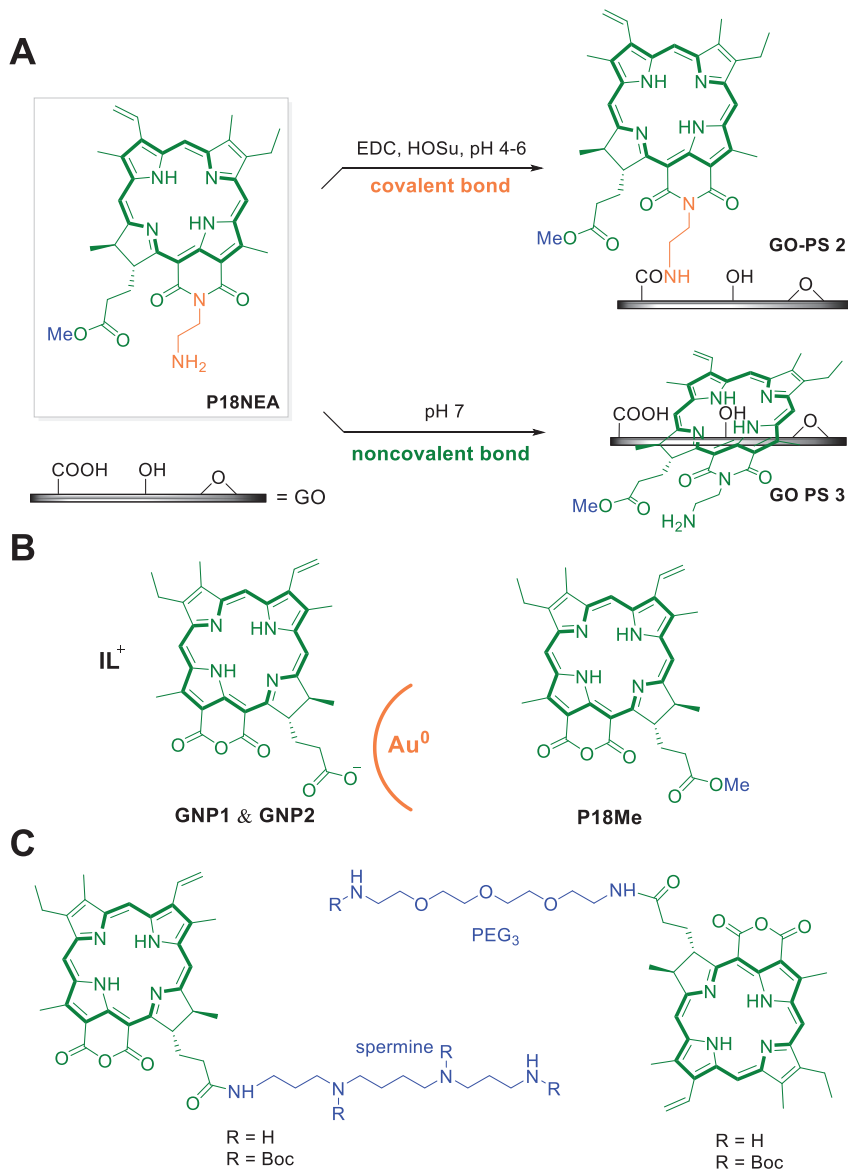 A
NH
N
N
HN
O
N
O
MeO
O
NH2
P18NEA
EDC, HOSu, pH 4-6
covalent bond
NH
N
N
HN
O
N
O
MeO
O
GO-PS 2
CONH
OH
O
pH 7
noncovalent bond
NH
N
COOH
OH
O
N
HN
O
N
O
MeO
O
H2N
GO PS 3
COOH
OH
O
= GO
B
IL+
N
HN
NH
N
O
O
O
O
O−
Au0
GNP1 & GNP2
N
HN
NH
N
O
O
O
O
OMe
P18Me
C
N
HN
NH
N
O
O
O
O
NH
spermine
N
R
R
N
H
N
R
R = H
R = Boc
H
N
R
O
O
O
NH
O
PEG3
O
O
O
N
N
HN
NH
N
R = H
R = Boc